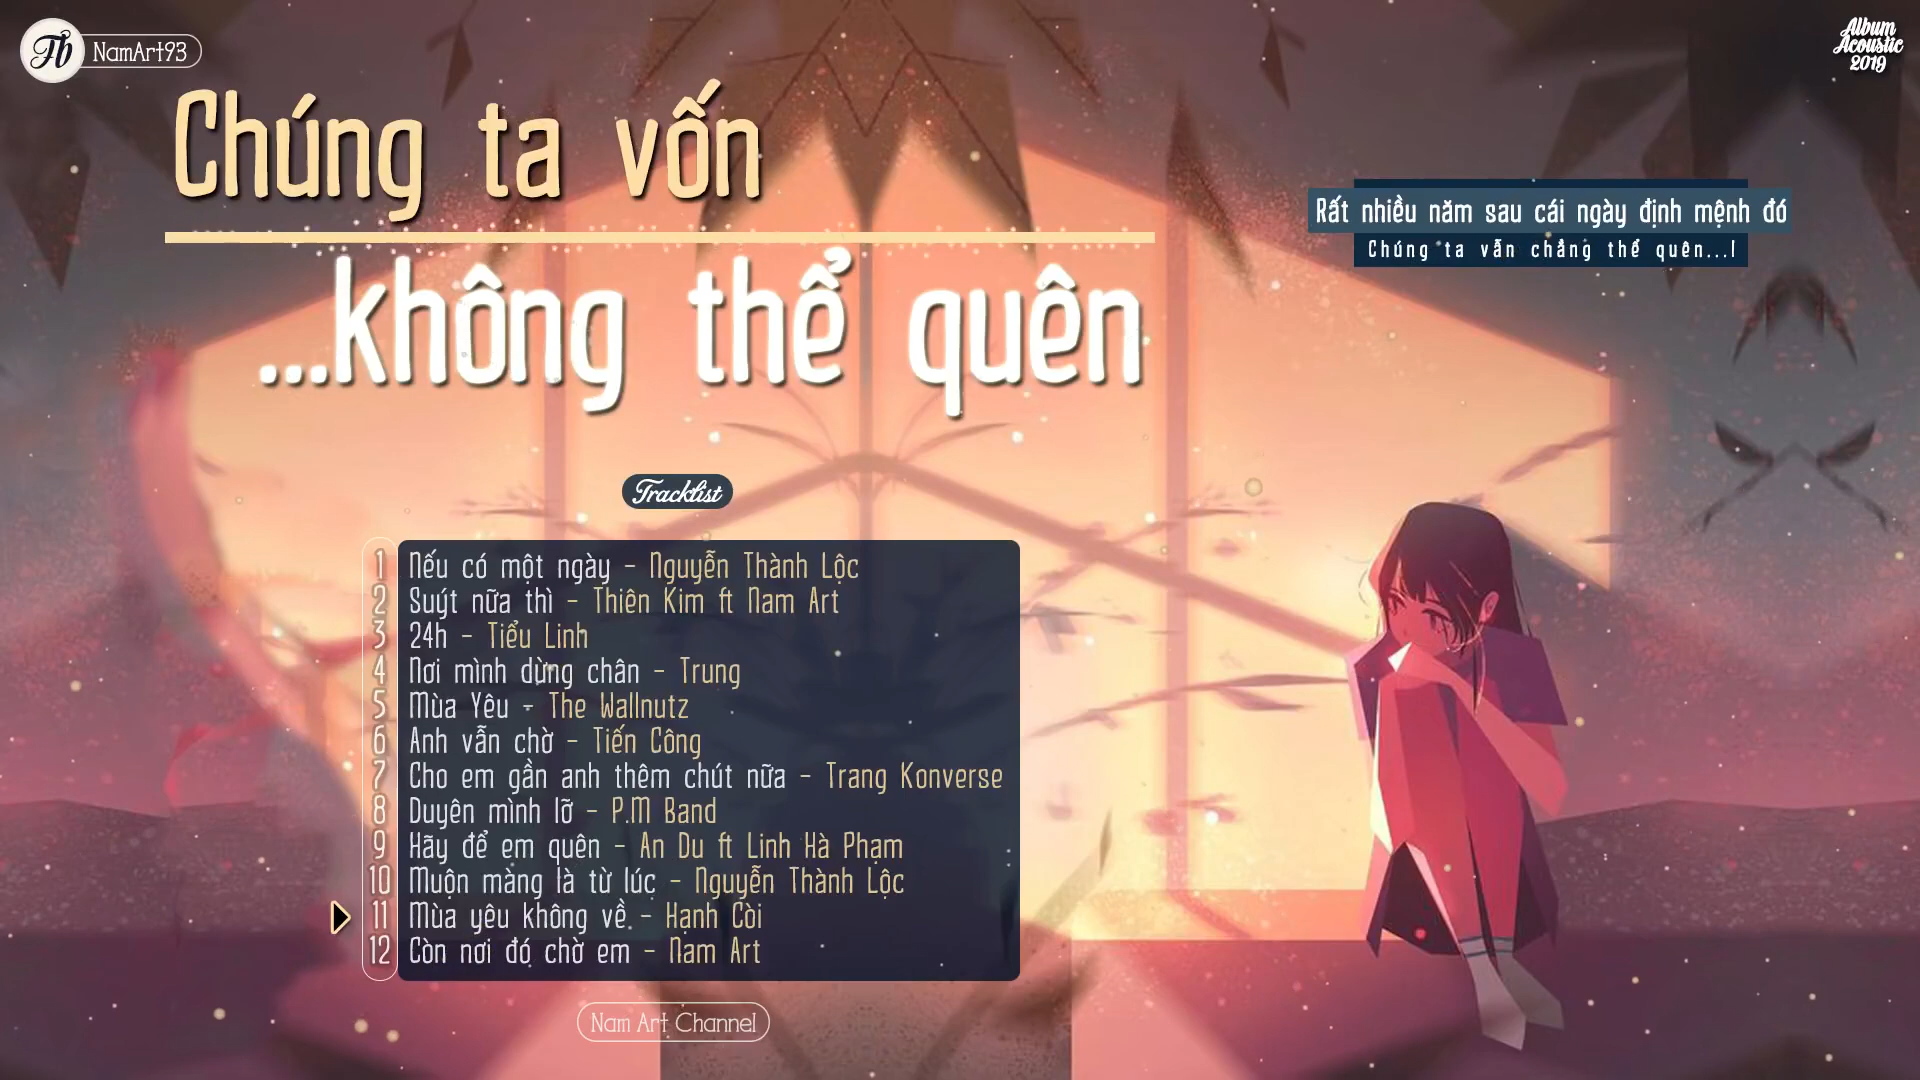 Fb NamArt93
Album
Acoustic
2019
Chúng ta vốn
...không thể quên
Rất nhiều năm sau cái ngày định mệnh đó
Chúng ta vẫn chẳng thể quên...!
Tracklist
1 Nếu có một ngày - Nguyễn Thành Lộc
2 Suýt nữa thì - Thiên Kim ft Nam Art
3 24h - Tiểu Linh
4 Nơi mình dừng chân - Trung
5 Mùa Yêu - The Wallnutz
6 Anh vẫn chờ - Tiến Công
7 Cho em gần anh thêm chút nữa - Trang Konverse
8 Duyên mình lỡ - P.M Band
9 Hãy để em quên - An Du ft Linh Hà Phạm
10 Muộn màng là từ lúc - Nguyễn Thành Lộc
11 Mùa yêu không về - Hạnh Còi
12 Còn nơi đó chờ em - Nam Art
Nam Art Channel